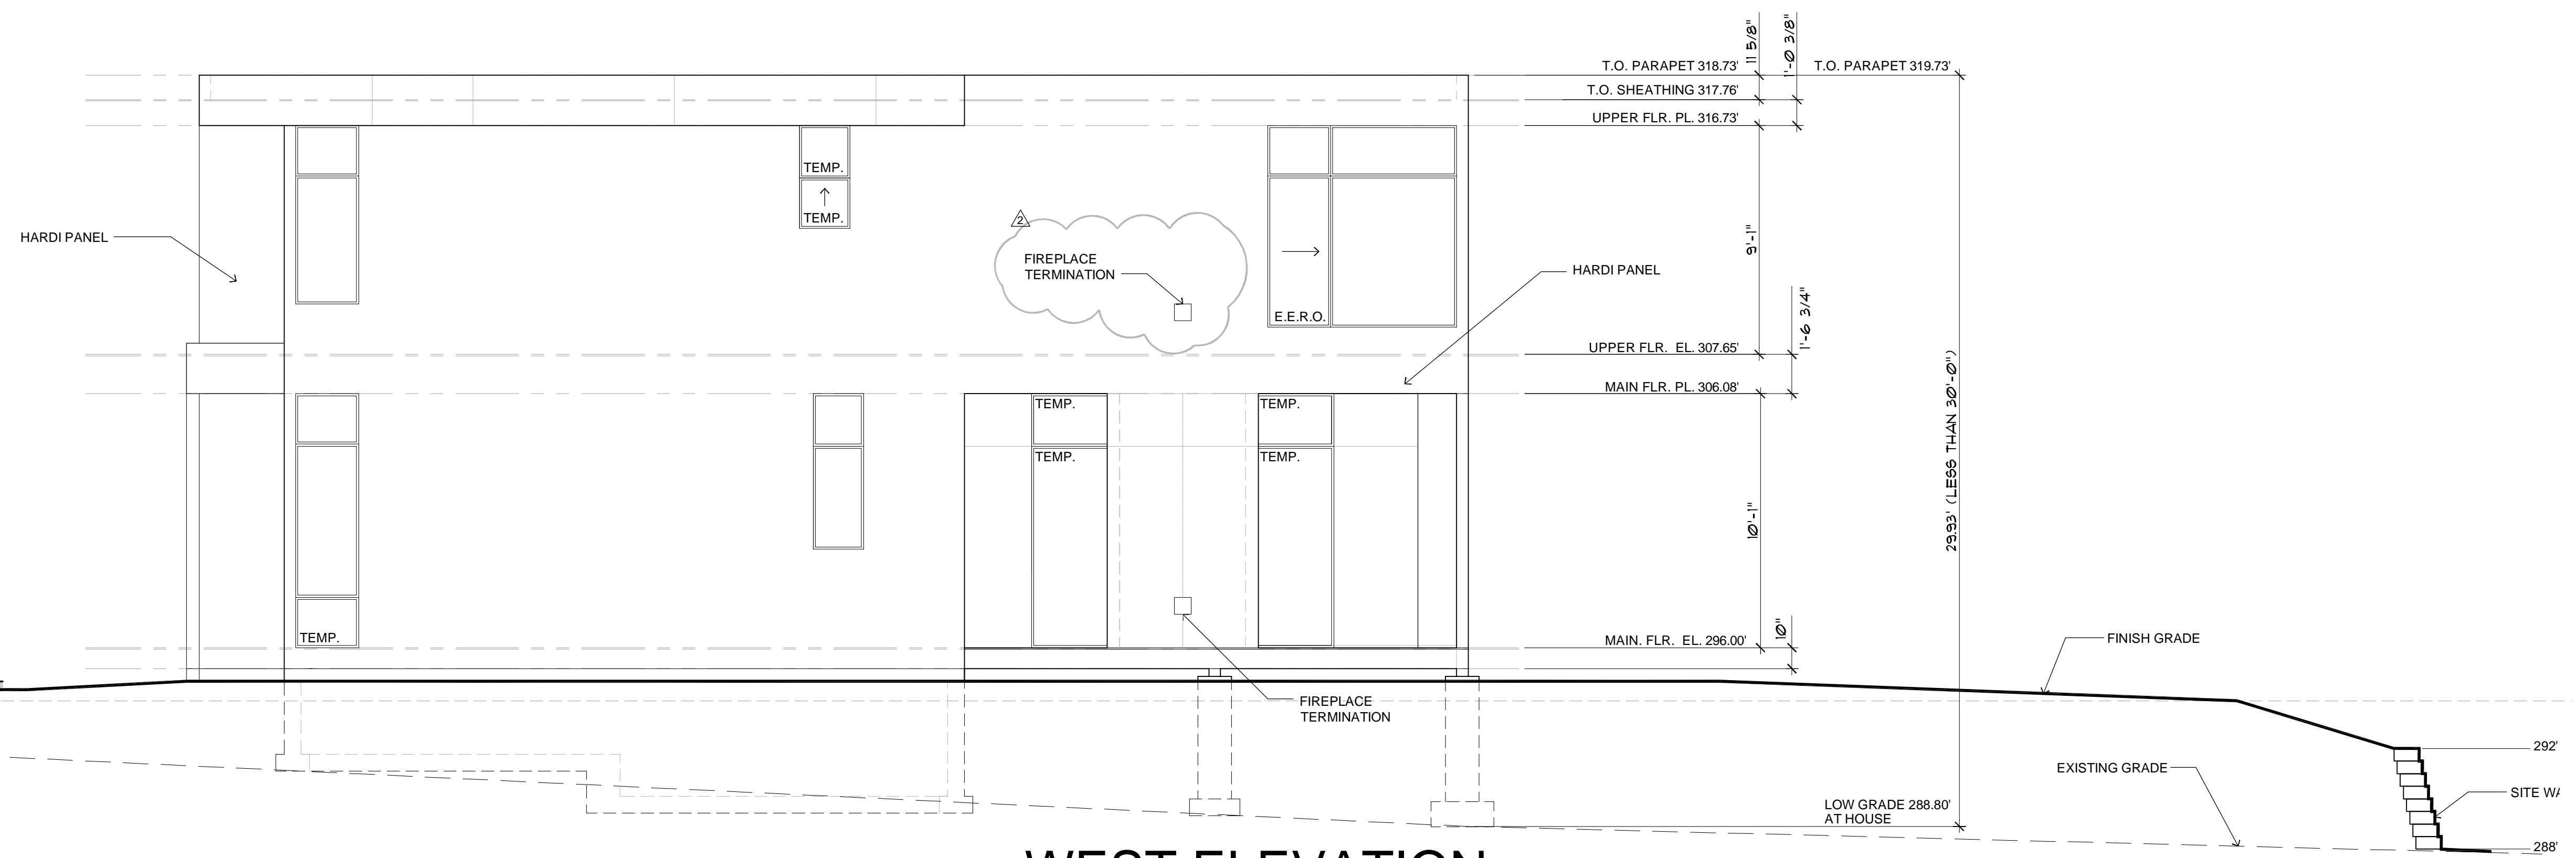 11 5/8"
1'-0 3/8"
T.O. PARAPET 318.73'
T.O. PARAPET 319.73'
T.O. SHEATHING 317.76'
UPPER FLR. PL. 316.73'
TEMP.
TEMP.
2
HARDI PANEL
FIREPLACE
TERMINATION
HARDI PANEL
9'-1"
E.E.R.O.
1'-6 3/4"
UPPER FLR. EL. 307.65'
MAIN FLR. PL. 306.08'
TEMP.
TEMP.
TEMP.
TEMP.
29.93' (LESS THAN 30'-0")
10'-1"
TEMP.
MAIN. FLR. EL. 296.00'
10"
FINISH GRADE
FIREPLACE
TERMINATION
292'
EXISTING GRADE
SITE WA
LOW GRADE 288.80'
AT HOUSE
288'
WEST ELEVATION